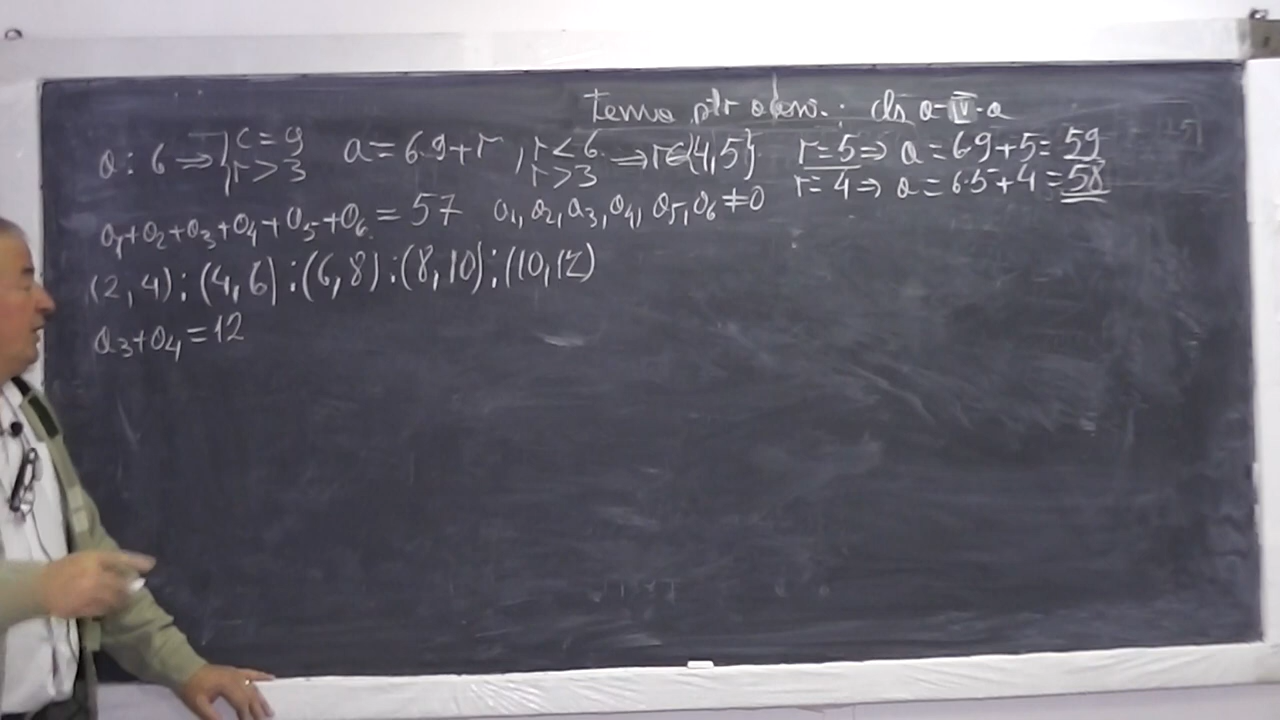 tema ptr olim.: cls a-IV-a
a : 6 ⇒ { c = 9
r > 3
a = 6·9 + r , r < 6
r > 3
⇒ r ∈ {4,5}
r = 5 ⇒ a = 6·9 + 5 = 59
r = 4 ⇒ a = 6·5 + 4 = 58
a₁+a₂+a₃+a₄+a₅+a₆ = 57 a₁, a₂, a₃, a₄, a₅, a₆ ≠ 0
(2, 4) ; (4, 6) ; (6, 8) ; (8, 10) ; (10, 12)
a₃+a₄ = 12